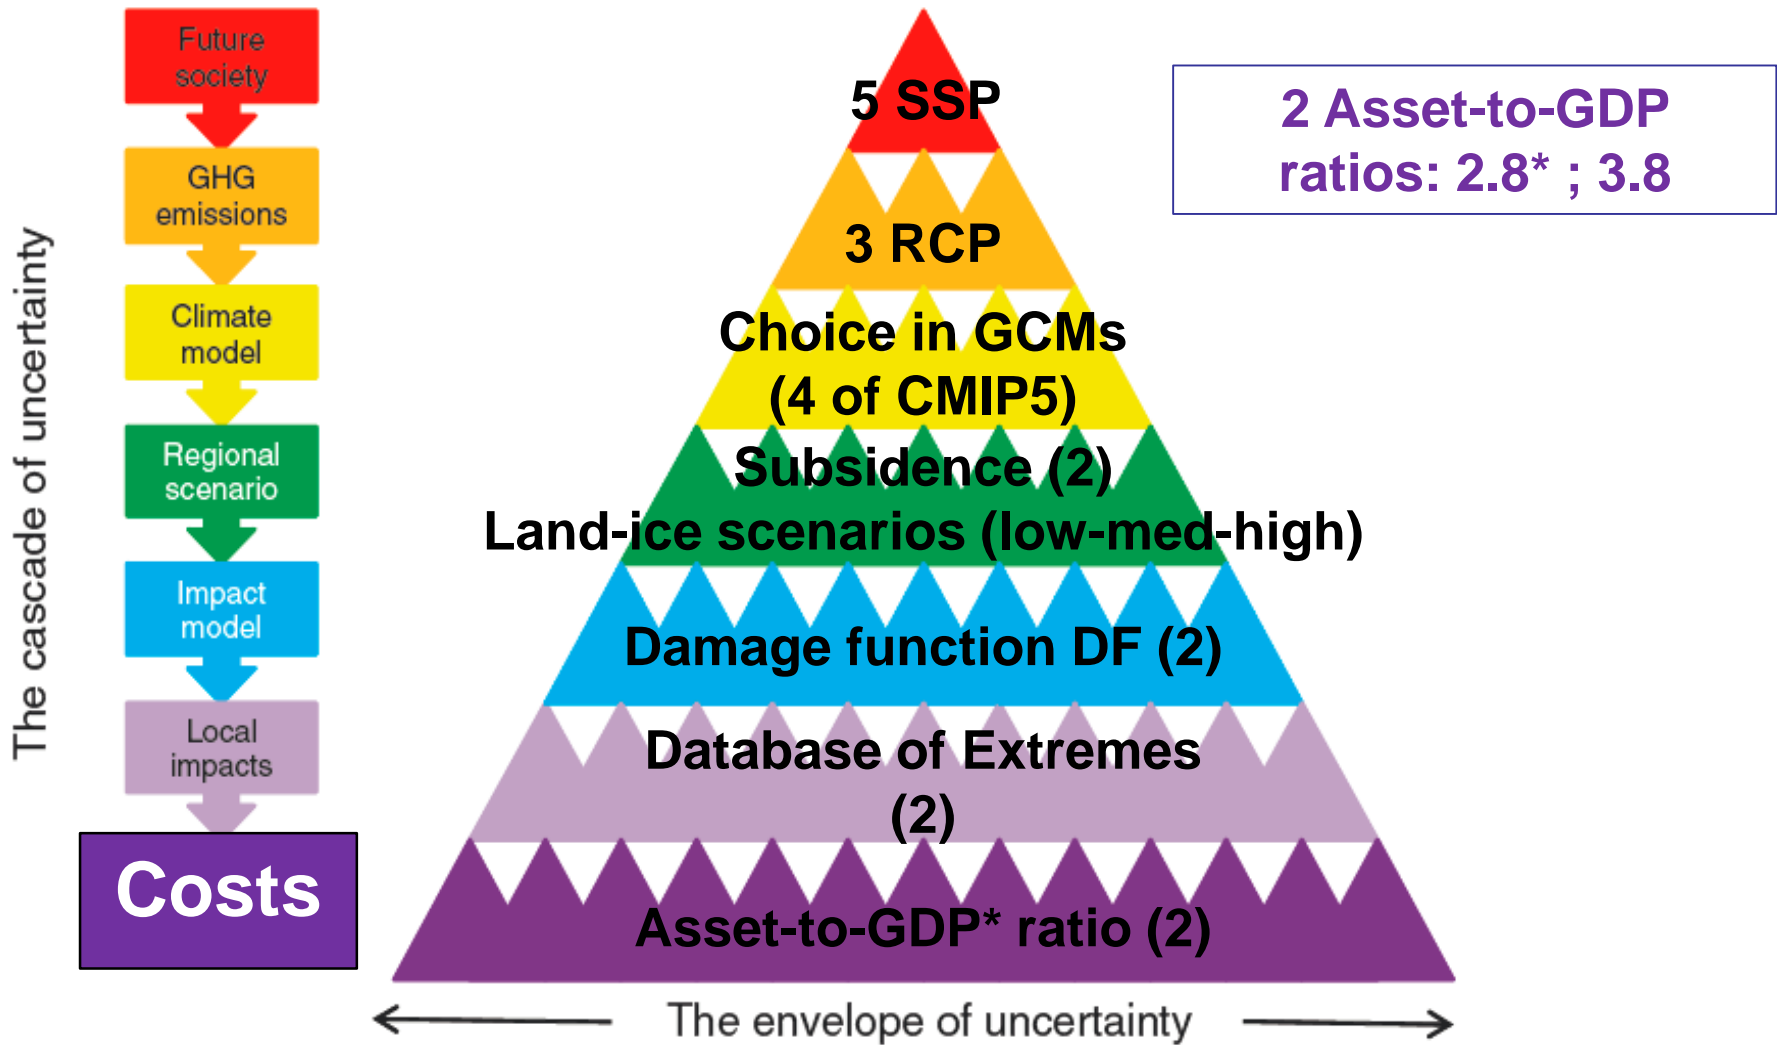 The cascade of uncertainty
Future
society
GHG
emissions
Climate
model
Regional
scenario
Impact
model
Local
impacts
Costs
5 SSP
3 RCP
Choice in GCMs
(4 of CMIP5)
Subsidence (2)
Land-ice scenarios (low-med-high)
Damage function DF (2)
Database of Extremes
(2)
Asset-to-GDP* ratio (2)
The envelope of uncertainty
2 Asset-to-GDP
ratios: 2.8* ; 3.8